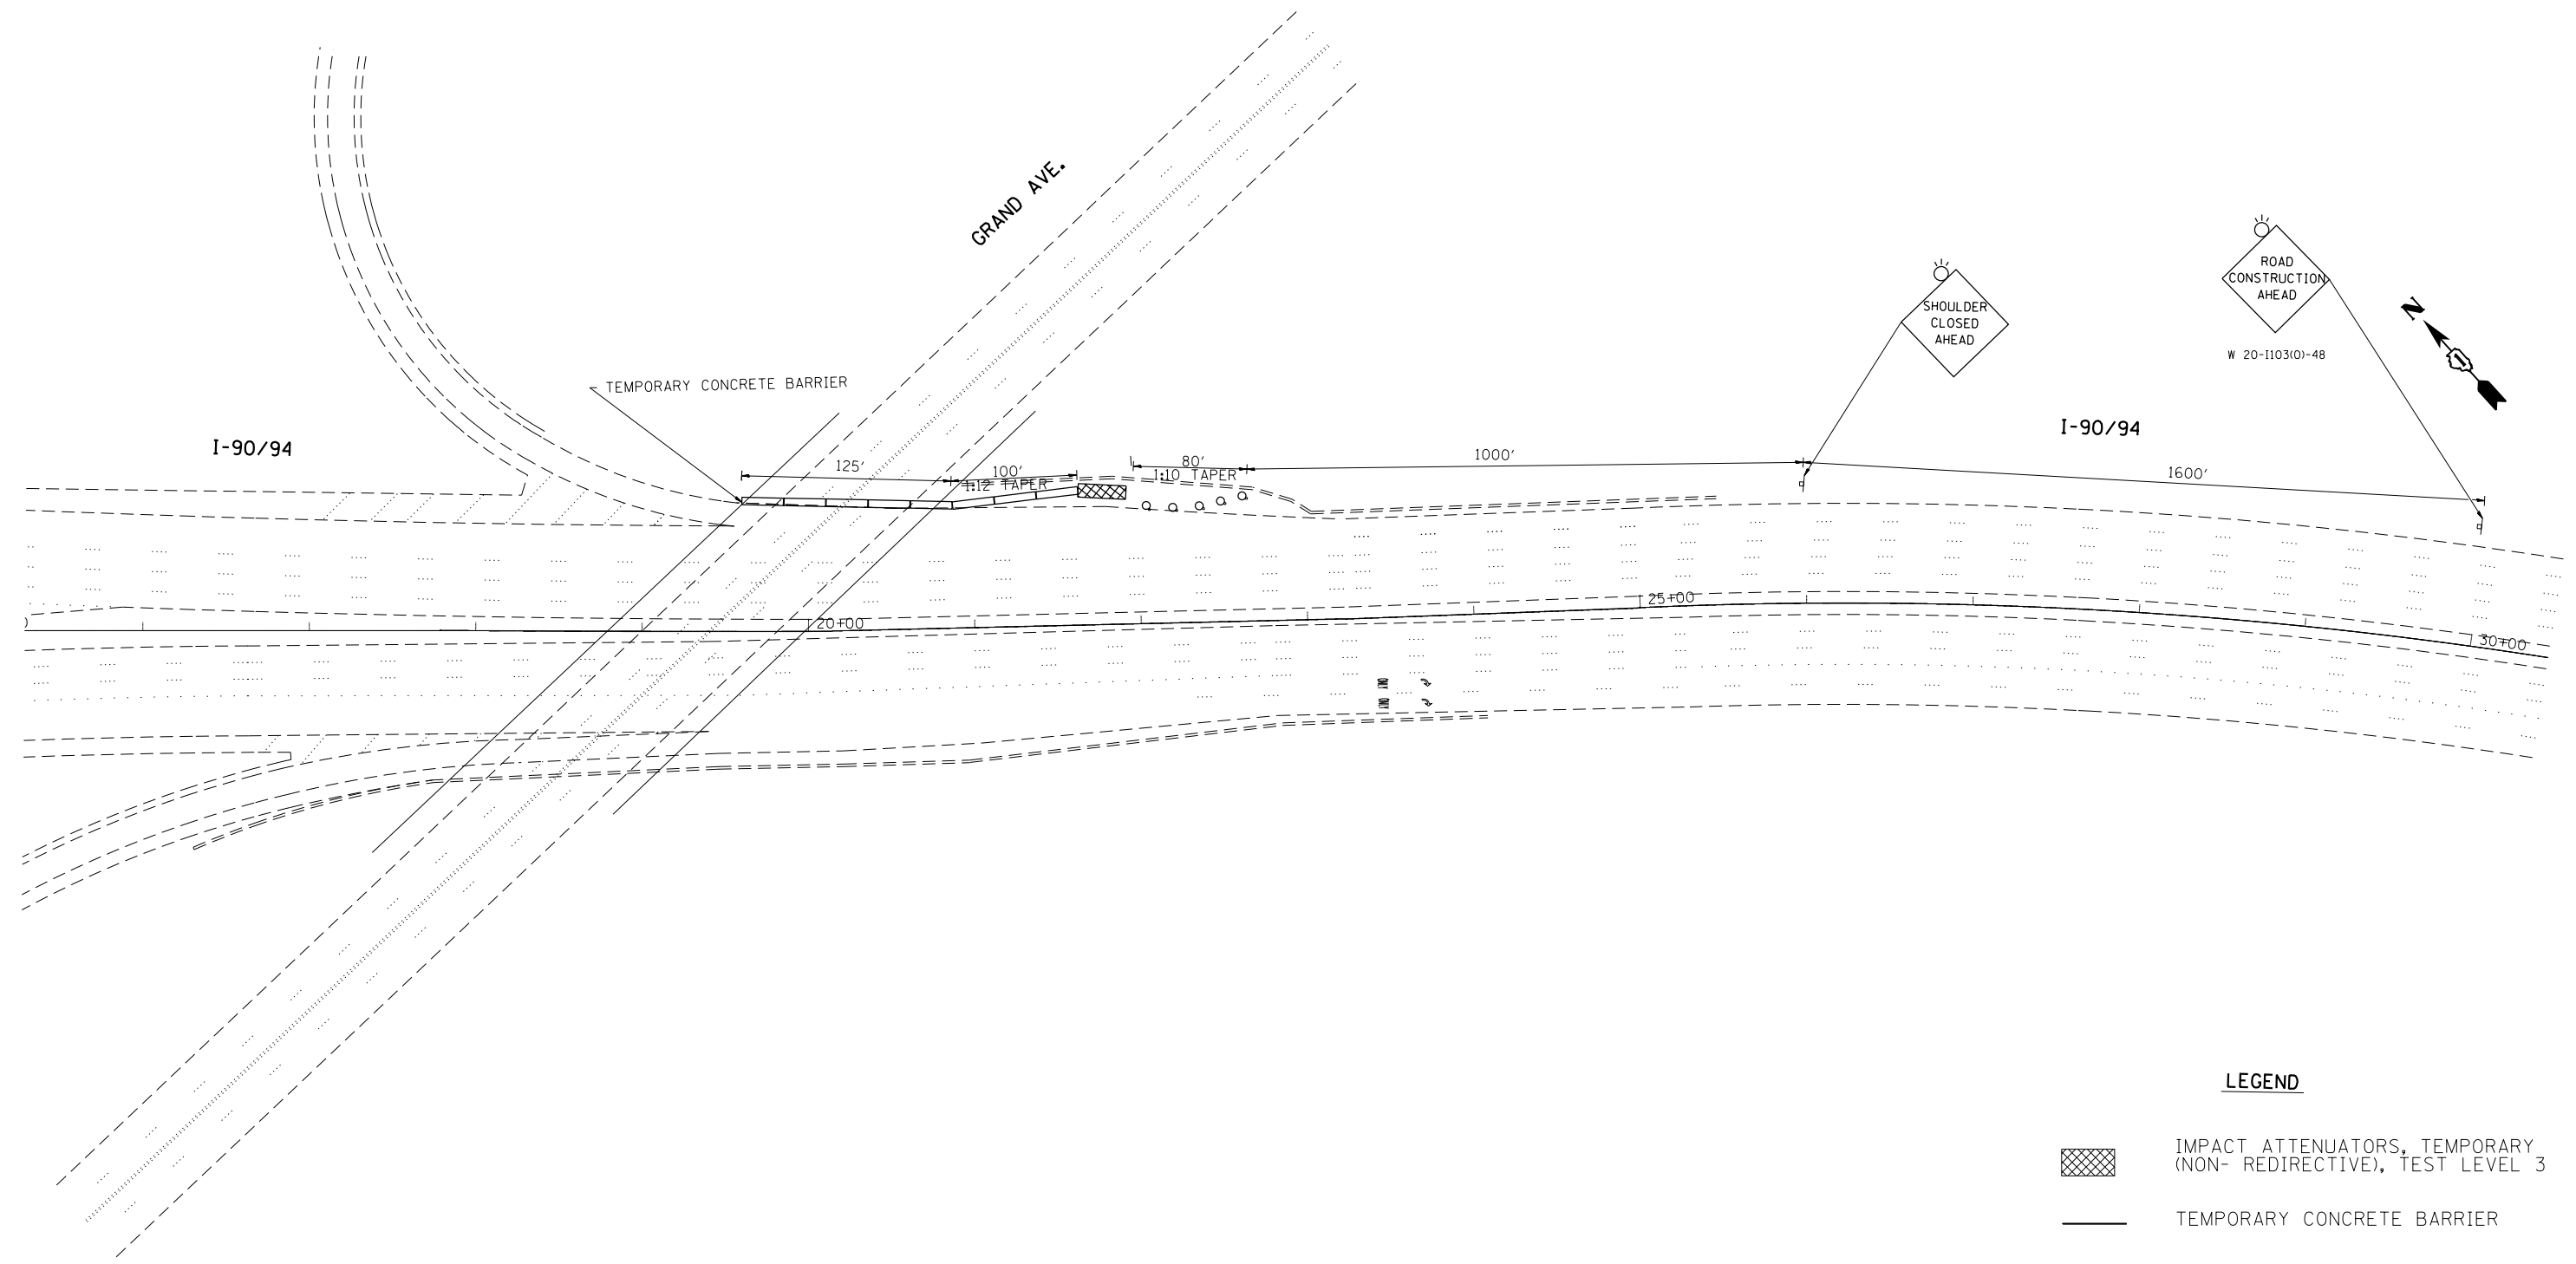 GRAND AVE.
ROAD
CONSTRUCTION
AHEAD
SHOULDER
CLOSED
AHEAD
N
W 20-I103(O)-48
TEMPORARY CONCRETE BARRIER
I-90/94
I-90/94
125'
100'
1:12 TAPER
80'
1:10 TAPER
1000'
1600'
20+00
25+00
30+00
ONLY
ONLY
LEGEND
IMPACT ATTENUATORS, TEMPORARY
(NON- REDIRECTIVE), TEST LEVEL 3
TEMPORARY CONCRETE BARRIER